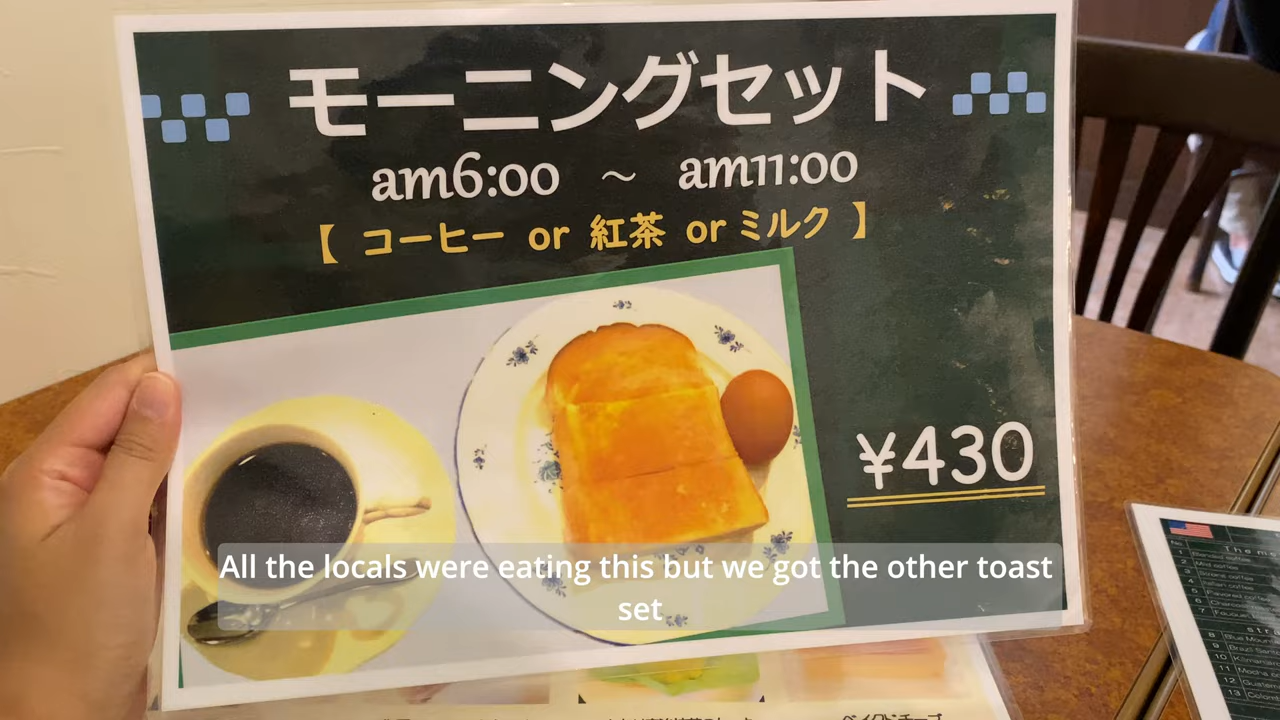 モーニングセット
am6:00 ～ am11:00
【 コーヒー or 紅茶 or ミルク 】
¥430
All the locals were eating this but we got the other toast
set